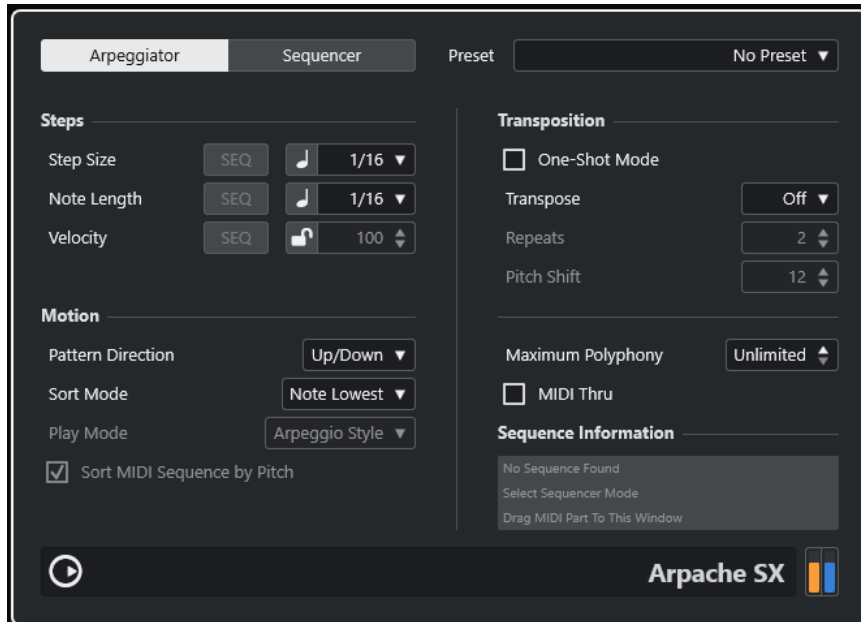 Arpeggiator
Sequencer
Preset
No Preset
Steps
Step Size SEQ 1/16
Note Length SEQ 1/16
Velocity SEQ 100
Motion
Pattern Direction Up/Down
Sort Mode Note Lowest
Play Mode Arpeggio Style
Sort MIDI Sequence by Pitch
Transposition
One-Shot Mode
Transpose Off
Repeats 2
Pitch Shift 12
Maximum Polyphony Unlimited
MIDI Thru
Sequence Information
No Sequence Found
Select Sequencer Mode
Drag MIDI Part To This Window
Arpache SX